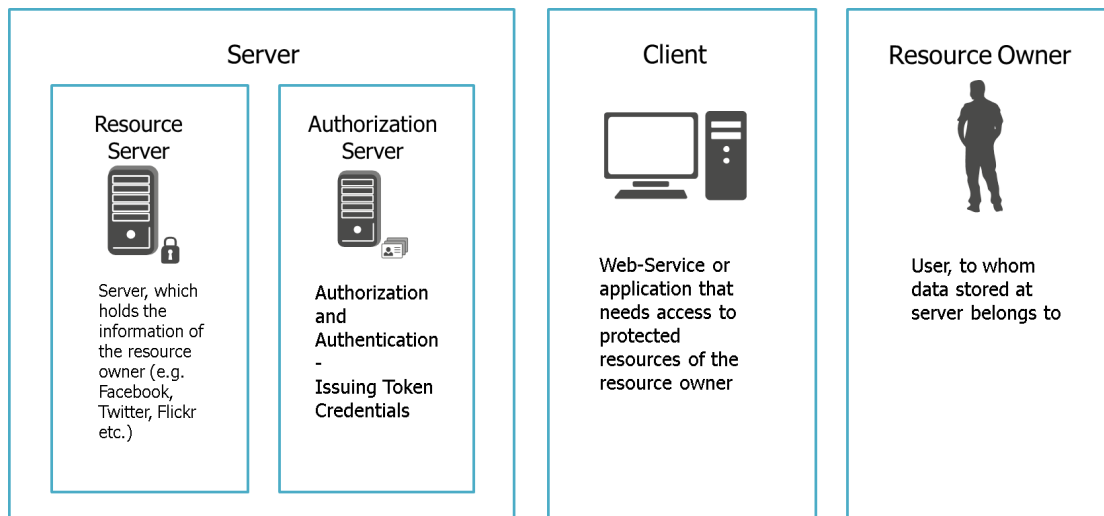 Server
Resource
Server
Server, which
holds the
information of
the resource
owner (e.g.
Facebook,
Twitter, Flickr
etc.)
Authorization
Server
Authorization
and
Authentication
-
Issuing Token
Credentials
Client
Web-Service or
application that
needs access to
protected
resources of the
resource owner
Resource Owner
User, to whom
data stored at
server belongs to